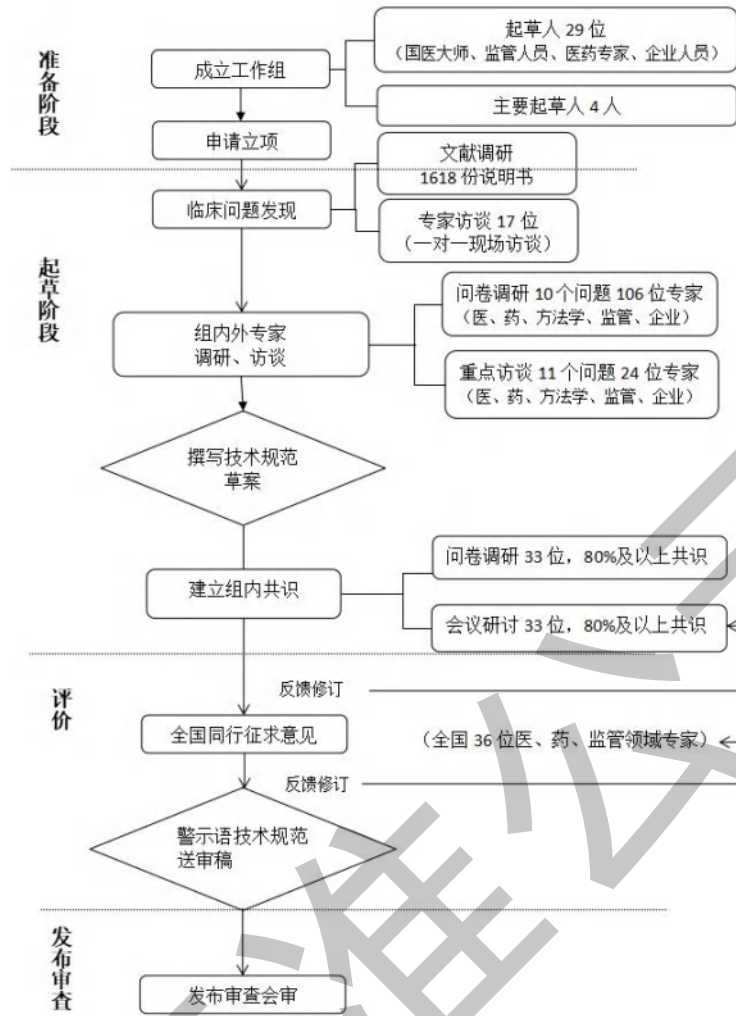 准备阶段
成立工作组
起草人 29 位
（国医大师、监管人员、医药专家、企业人员）
主要起草人 4 人
申请立项
文献调研
1618 份说明书
临床问题发现
专家访谈 17 位
（一对一现场访谈）
起草阶段
问卷调研 10 个问题 106 位专家
（医、药、方法学、监管、企业）
组内外专家
调研、访谈
重点访谈 11 个问题 24 位专家
（医、药、方法学、监管、企业）
撰写技术规范
草案
问卷调研 33 位，80%及以上共识
建立组内共识
会议研讨 33 位，80%及以上共识
评价
反馈修订
全国同行征求意见
（全国 36 位医、药、监管领域专家）
反馈修订
警示语技术规范
送审稿
发布审查
发布审查会审
准公